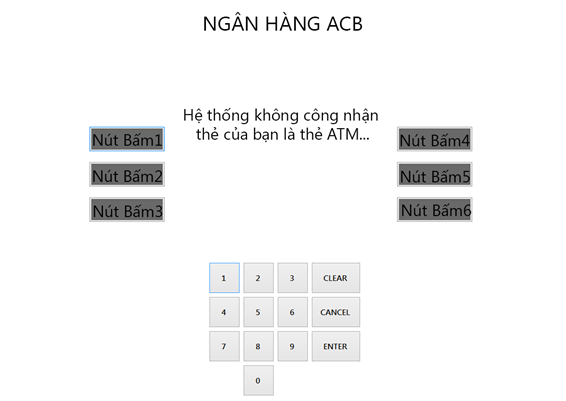 NGÂN HÀNG ACB
Hệ thống không công nhận
thẻ của bạn là thẻ ATM...
Nút Bấm1
Nút Bấm2
Nút Bấm3
Nút Bấm4
Nút Bấm5
Nút Bấm6
1 2 3 CLEAR
4 5 6 CANCEL
7 8 9 ENTER
0